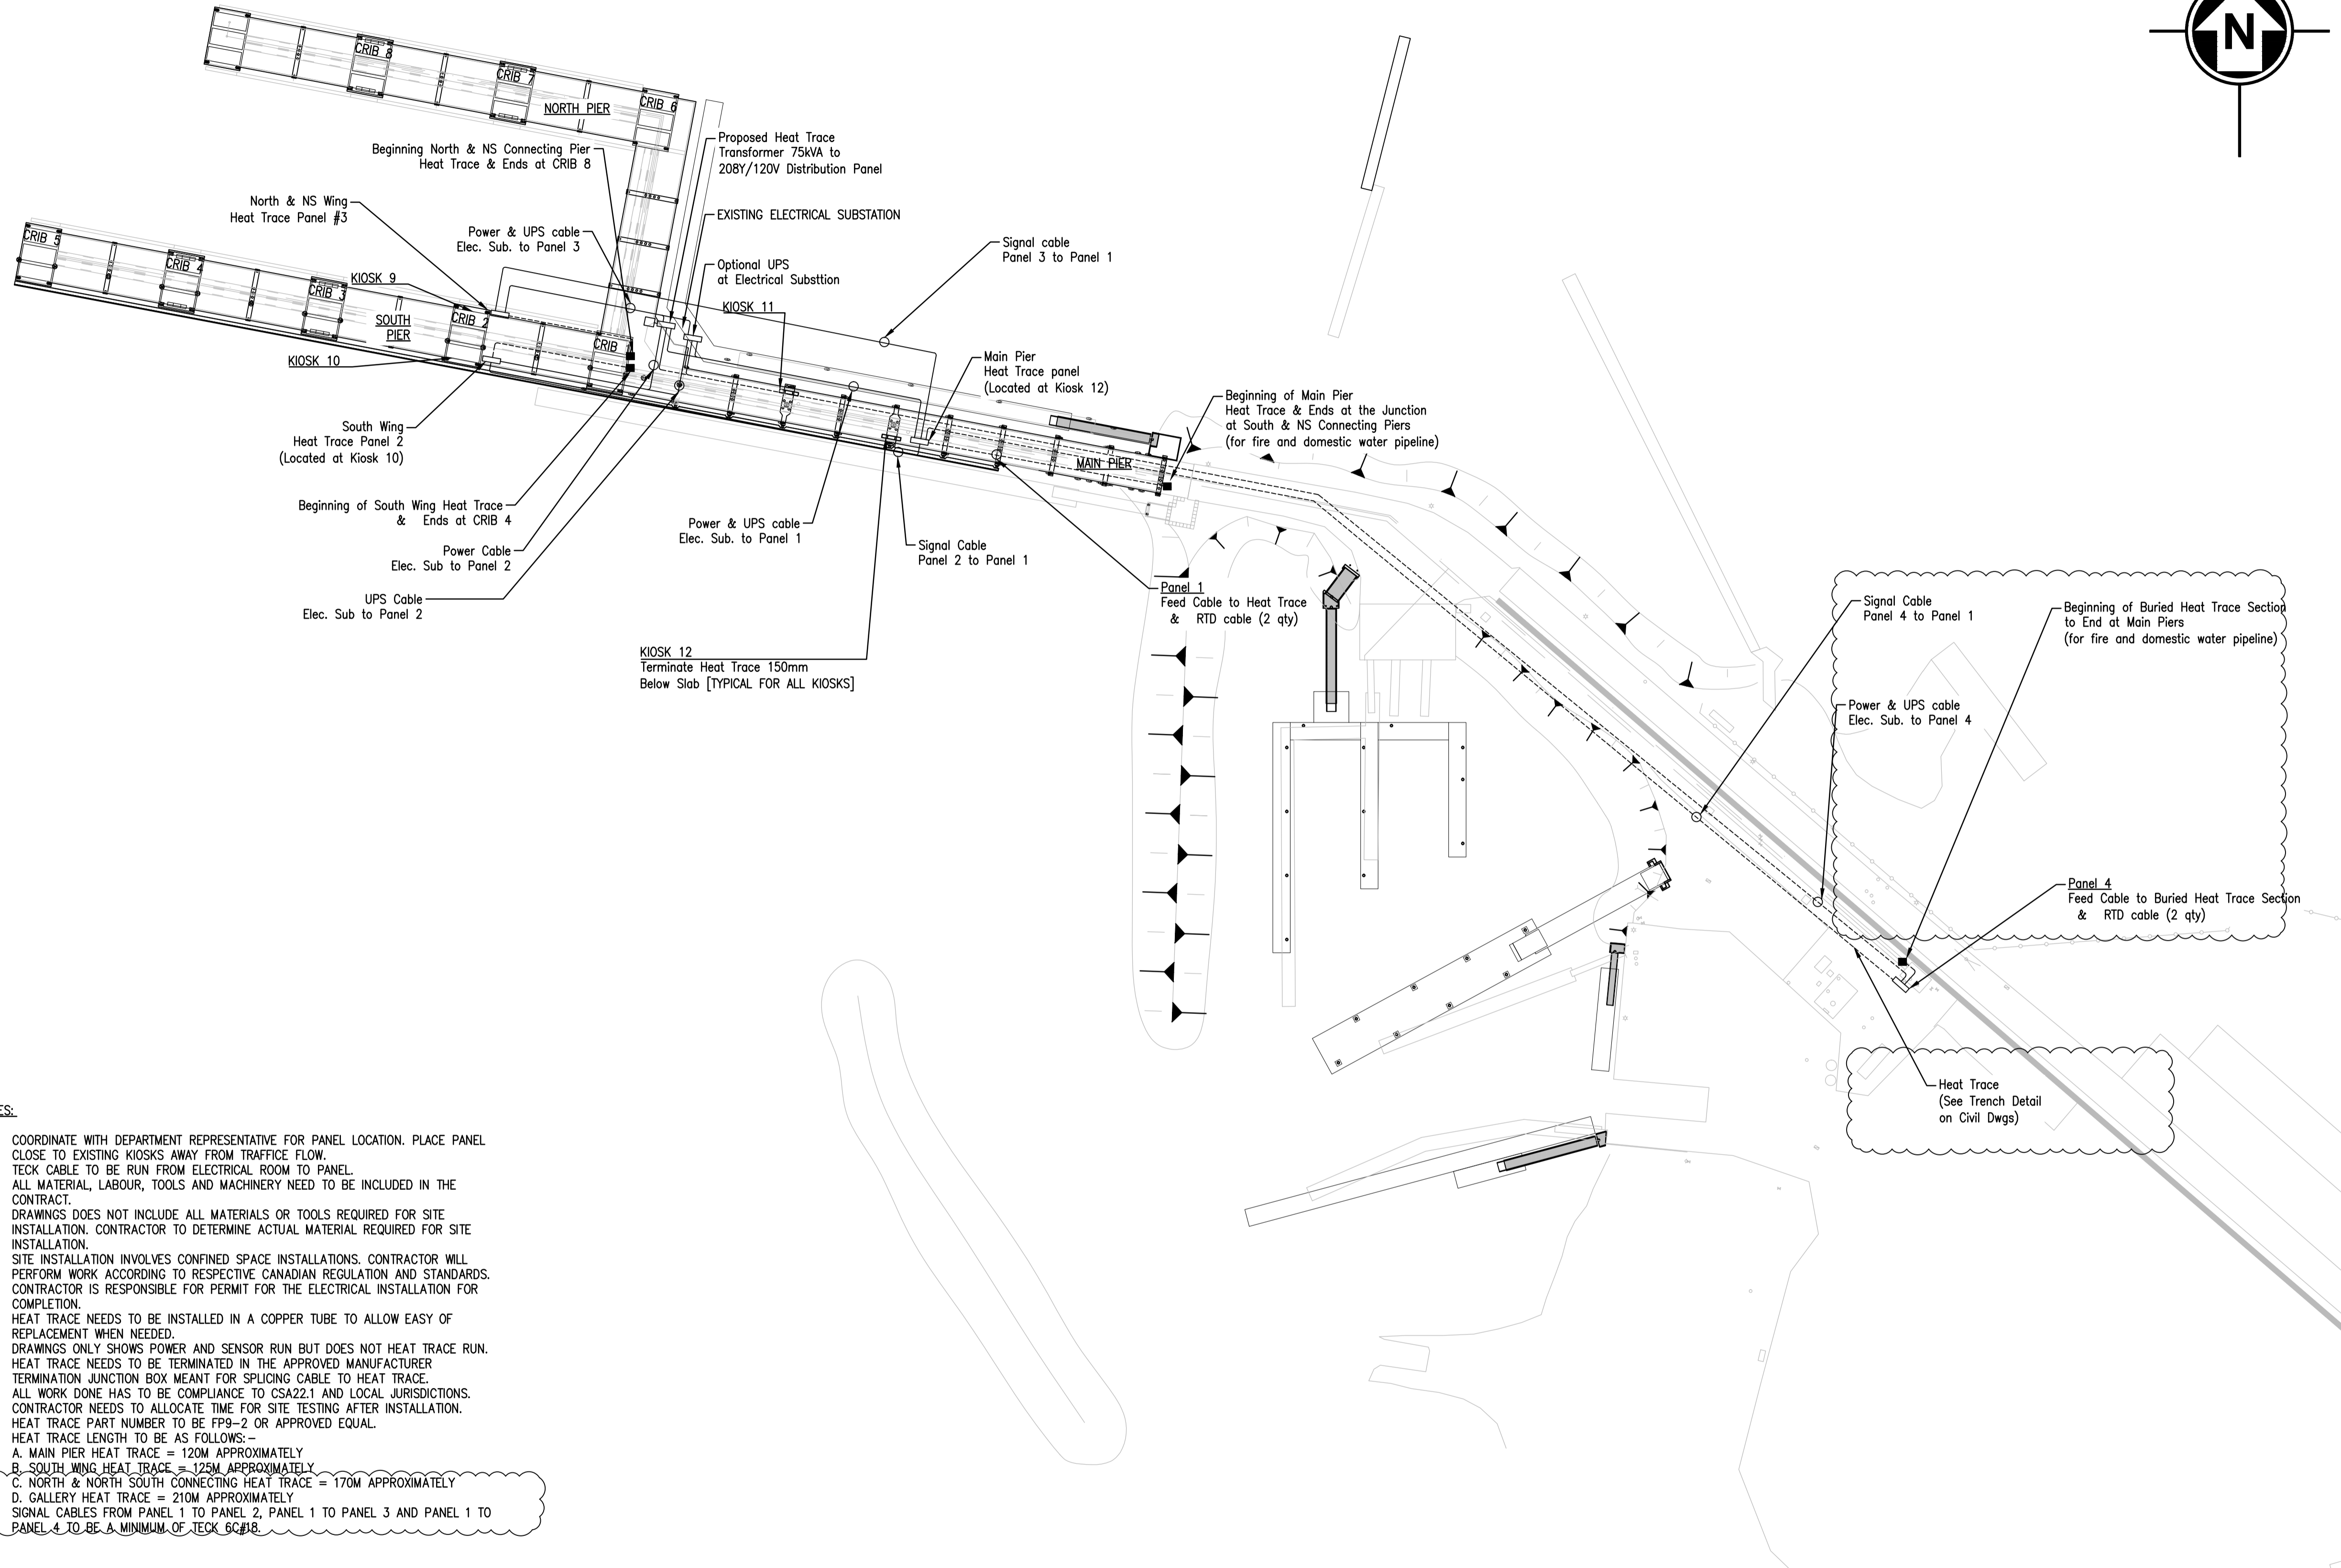 N
CRIB 8
CRIB 7
NORTH PIER
CRIB 6
Proposed Heat Trace
Transformer 75kVA to
208Y/120V Distribution Panel
Beginning North & NS Connecting Pier
Heat Trace & Ends at CRIB 8
North & NS Wing
Heat Trace Panel #3
EXISTING ELECTRICAL SUBSTATION
Power & UPS cable
Elec. Sub. to Panel 3
Signal cable
Panel 3 to Panel 1
CRIB 5
CRIB 4
CRIB 3
KIOSK 9
Optional UPS
at Electrical Substtion
KIOSK 11
SOUTH
PIER
CRIB 2
CRIB
KIOSK 10
Main Pier
Heat Trace panel
(Located at Kiosk 12)
Beginning of Main Pier
Heat Trace & Ends at the Junction
at South & NS Connecting Piers
(for fire and domestic water pipeline)
South Wing
Heat Trace Panel 2
(Located at Kiosk 10)
MAIN PIER
Beginning of South Wing Heat Trace
& Ends at CRIB 4
Power & UPS cable
Elec. Sub. to Panel 1
Signal Cable
Panel 2 to Panel 1
Power Cable
Elec. Sub to Panel 2
UPS Cable
Elec. Sub to Panel 2
Panel 1
Feed Cable to Heat Trace
& RTD cable (2 qty)
KIOSK 12
Terminate Heat Trace 150mm
Below Slab [TYPICAL FOR ALL KIOSKS]
Signal Cable
Panel 4 to Panel 1
Beginning of Buried Heat Trace Section
to End at Main Piers
(for fire and domestic water pipeline)
Power & UPS cable
Elec. Sub. to Panel 4
Panel 4
Feed Cable to Buried Heat Trace Section
& RTD cable (2 qty)
Heat Trace
(See Trench Detail
on Civil Dwgs)
ES:
COORDINATE WITH DEPARTMENT REPRESENTATIVE FOR PANEL LOCATION. PLACE PANEL
CLOSE TO EXISTING KIOSKS AWAY FROM TRAFFICE FLOW.
TECK CABLE TO BE RUN FROM ELECTRICAL ROOM TO PANEL.
ALL MATERIAL, LABOUR, TOOLS AND MACHINERY NEED TO BE INCLUDED IN THE
CONTRACT.
DRAWINGS DOES NOT INCLUDE ALL MATERIALS OR TOOLS REQUIRED FOR SITE
INSTALLATION. CONTRACTOR TO DETERMINE ACTUAL MATERIAL REQUIRED FOR SITE
INSTALLATION.
SITE INSTALLATION INVOLVES CONFINED SPACE INSTALLATIONS. CONTRACTOR WILL
PERFORM WORK ACCORDING TO RESPECTIVE CANADIAN REGULATION AND STANDARDS.
CONTRACTOR IS RESPONSIBLE FOR PERMIT FOR THE ELECTRICAL INSTALLATION FOR
COMPLETION.
HEAT TRACE NEEDS TO BE INSTALLED IN A COPPER TUBE TO ALLOW EASY OF
REPLACEMENT WHEN NEEDED.
DRAWINGS ONLY SHOWS POWER AND SENSOR RUN BUT DOES NOT HEAT TRACE RUN.
HEAT TRACE NEEDS TO BE TERMINATED IN THE APPROVED MANUFACTURER
TERMINATION JUNCTION BOX MEANT FOR SPLICING CABLE TO HEAT TRACE.
ALL WORK DONE HAS TO BE COMPLIANCE TO CSA22.1 AND LOCAL JURISDICTIONS.
CONTRACTOR NEEDS TO ALLOCATE TIME FOR SITE TESTING AFTER INSTALLATION.
HEAT TRACE PART NUMBER TO BE FP9-2 OR APPROVED EQUAL.
HEAT TRACE LENGTH TO BE AS FOLLOWS:-
A. MAIN PIER HEAT TRACE = 120M APPROXIMATELY
B. SOUTH WING HEAT TRACE = 125M APPROXIMATELY
C. NORTH & NORTH SOUTH CONNECTING HEAT TRACE = 170M APPROXIMATELY
D. GALLERY HEAT TRACE = 210M APPROXIMATELY
SIGNAL CABLES FROM PANEL 1 TO PANEL 2, PANEL 1 TO PANEL 3 AND PANEL 1 TO
PANEL 4 TO BE A MINIMUM OF TECK 6C#18.